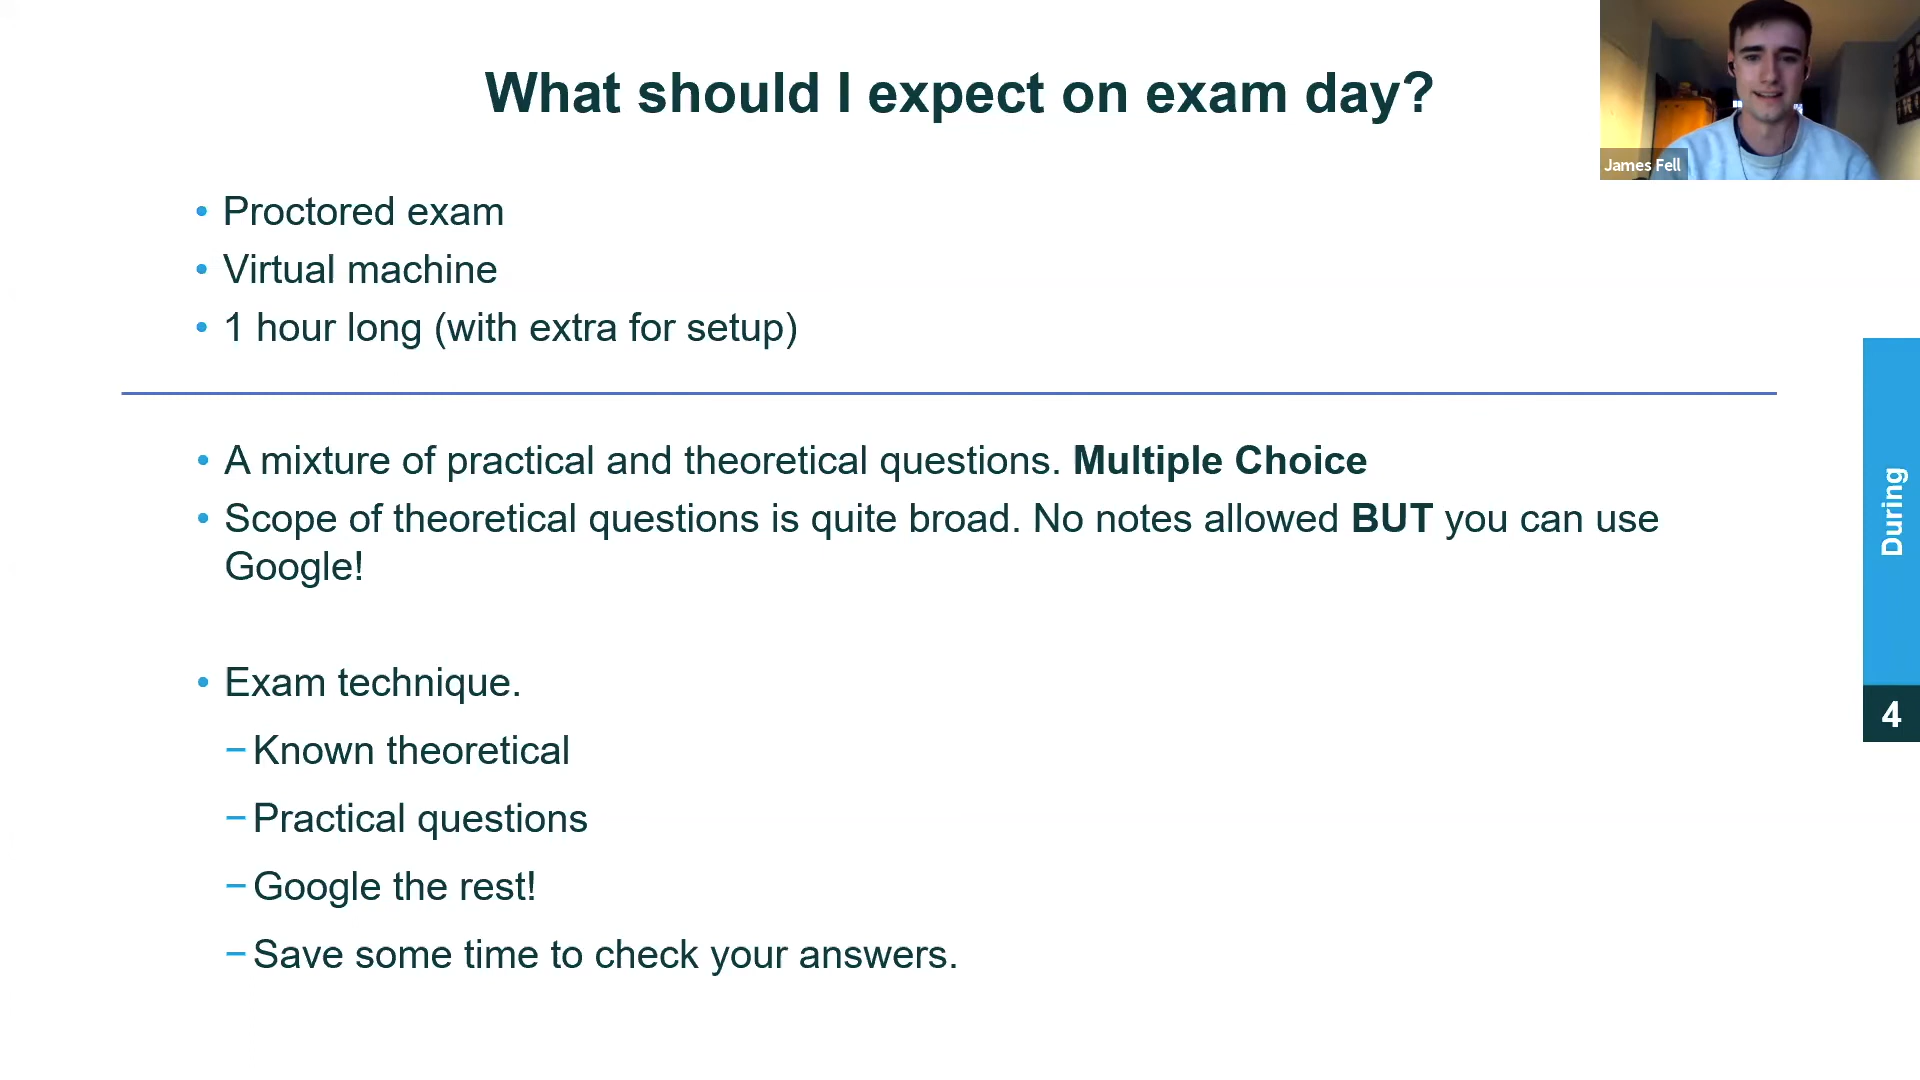 What should I expect on exam day?
James Fell
• Proctored exam
• Virtual machine
• 1 hour long (with extra for setup)
• A mixture of practical and theoretical questions. Multiple Choice
• Scope of theoretical questions is quite broad. No notes allowed BUT you can use
Google!
• Exam technique.
– Known theoretical
– Practical questions
– Google the rest!
– Save some time to check your answers.
During
4